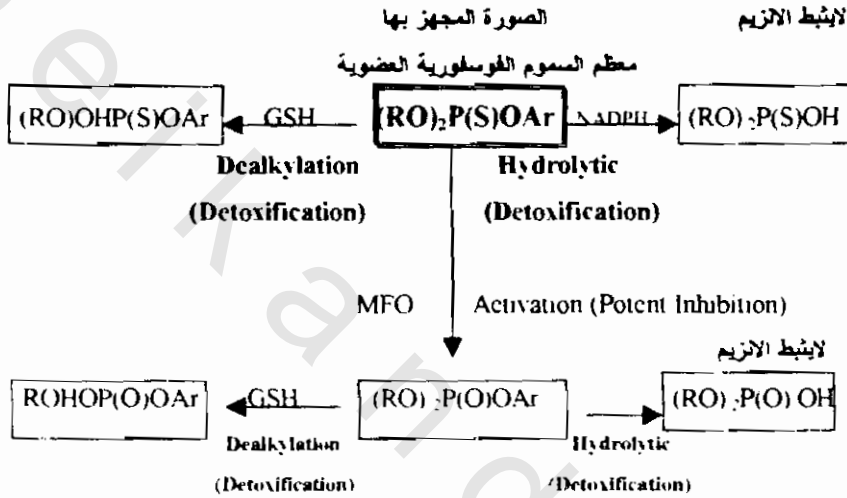 الصورة المجهز بها
لايثبط الانزيم
معظم السموم الفوسفورية العضوية
(RO)OHP(S)OAr
GSH
(RO)₂P(S)OAr
NADPH
(RO)₂P(S)OH
Dealkylation
Hydrolytic
(Detoxification)
(Detoxification)
MFO
Activation (Potent Inhibition)
لايثبط الانزيم
ROHOP(O)OAr
GSH
(RO)₂P(O)OAr
(RO)₂P(O) OH
Dealkylation
Hydrolytic
(Detoxification)
(Detoxification)
eikan